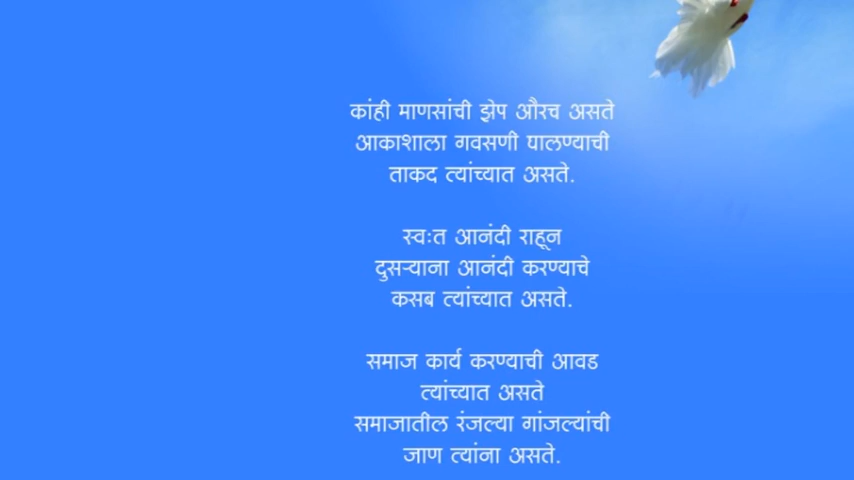 कांही माणसांची झेप औरच असते
आकाशाला गवसणी घालण्याची
ताकद त्यांच्यात असते.
स्वःत आनंदी राहून
दुसऱ्याना आनंदी करण्याचे
कसब त्यांच्यात असते.
समाज कार्य करण्याची आवड
त्यांच्यात असते
समाजातील रंजल्या गांजल्यांची
जाण त्यांना असते.